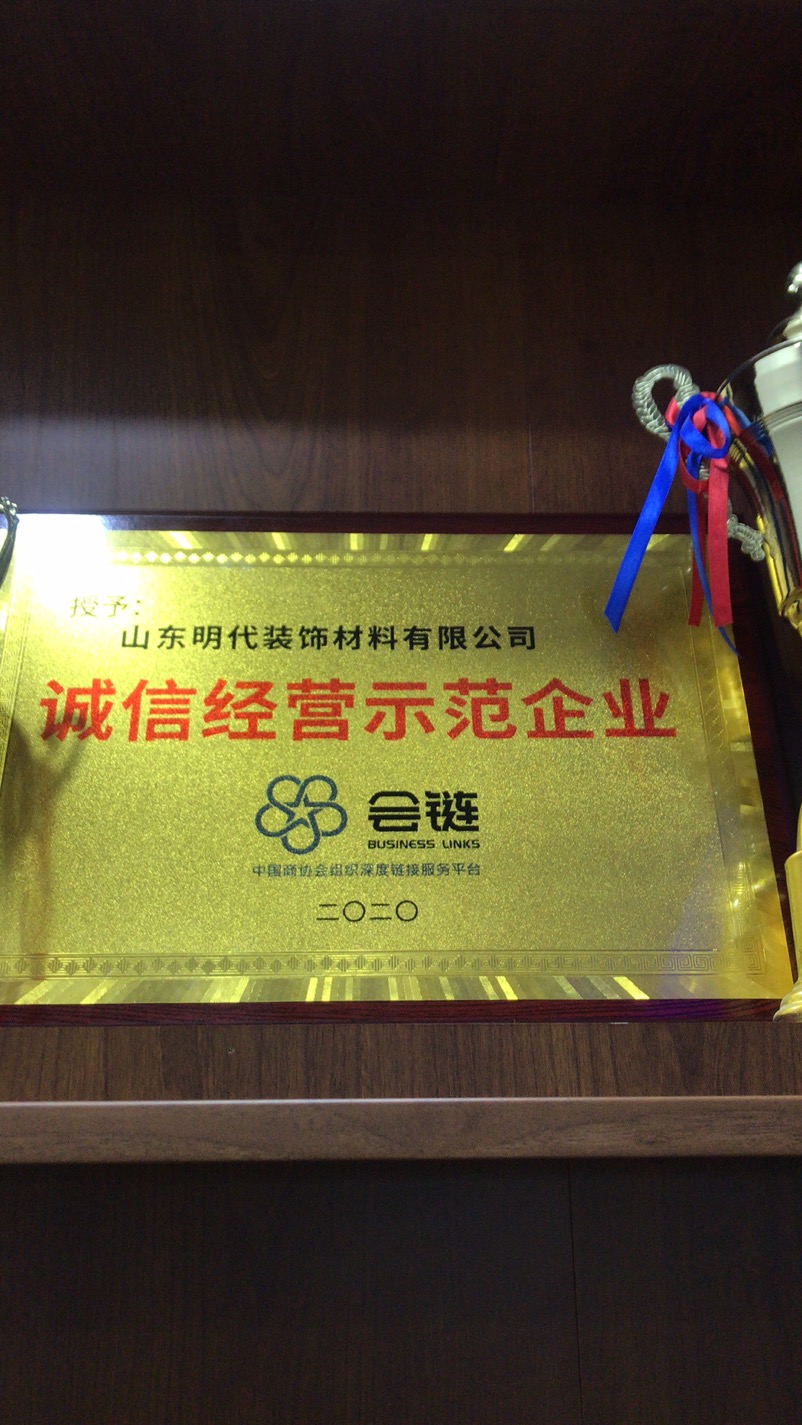 授予:
山东明代装饰材料有限公司
诚信经营示范企业
会链
BUSINESS LINKS
中国商协会组织深度链接服务平台
二〇二〇